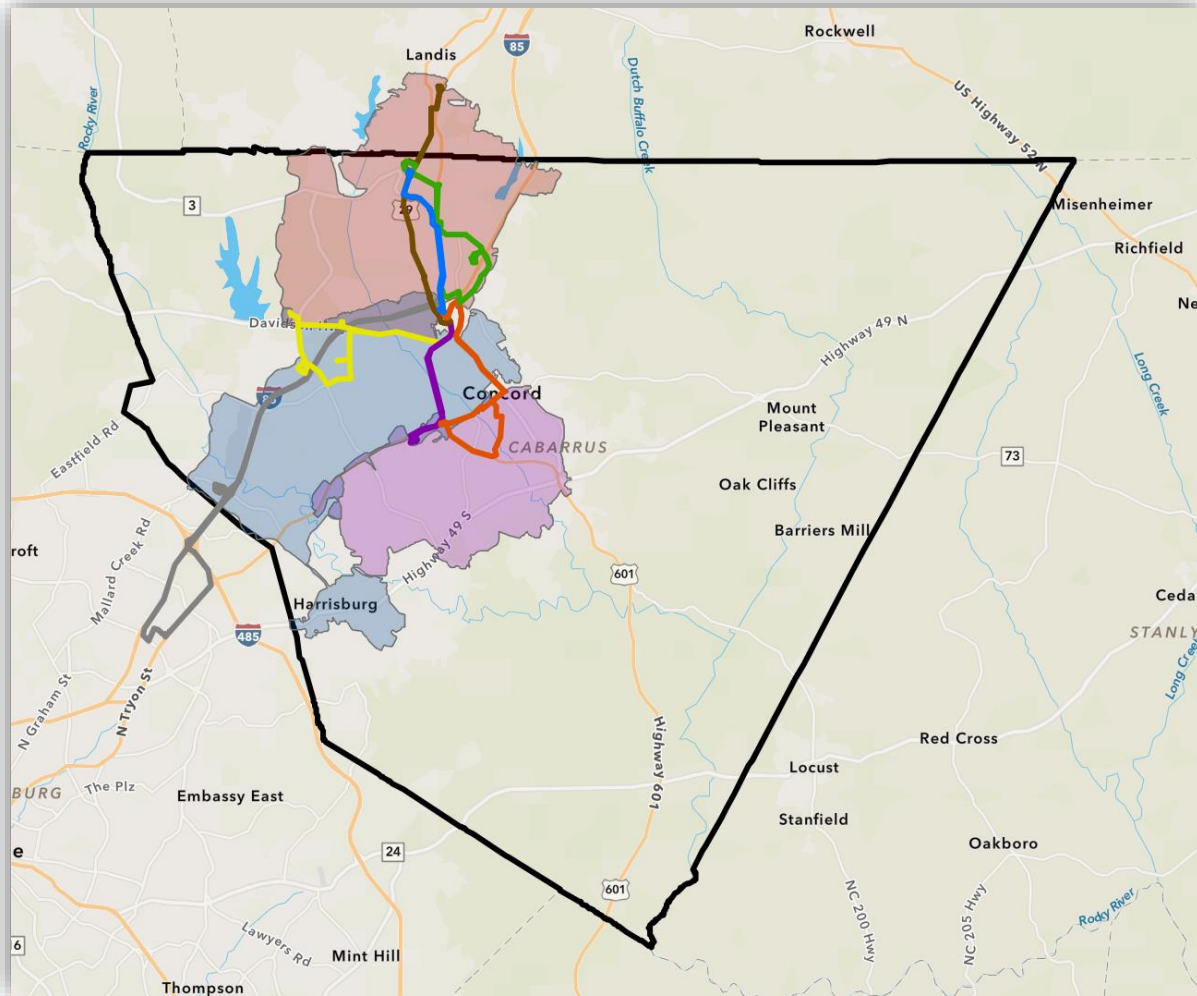 Rockwell
Landis
85
Rocky River
Dutch Buffalo Creek
US Highway 52 N
3
29
Misenheimer
Richfield
Ne
Highway 49 N
Long Creek
85
Concord
Mount
Pleasant
CABARRUS
Eastfield Rd
73
Oak Cliffs
Barriers Mill
roft
Mallard Creek Rd
Highway 49 S
601
Harrisburg
485
Ceda
STANLY
Long Creek
N Graham St
N Tryon St
Highway 601
Red Cross
Locust
BURG
The Plz
Embassy East
Stanfield
Oakboro
e
24
601
NC 200 Hwy
NC 205 Hwy
Rocky River
Lawyers Rd
6
Mint Hill
Thompson